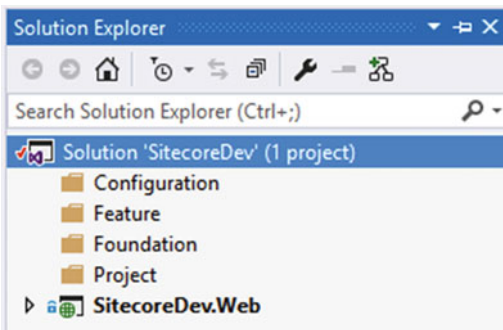 Solution Explorer
Search Solution Explorer (Ctrl+;)
Solution 'SitecoreDev' (1 project)
Configuration
Feature
Foundation
Project
SitecoreDev.Web